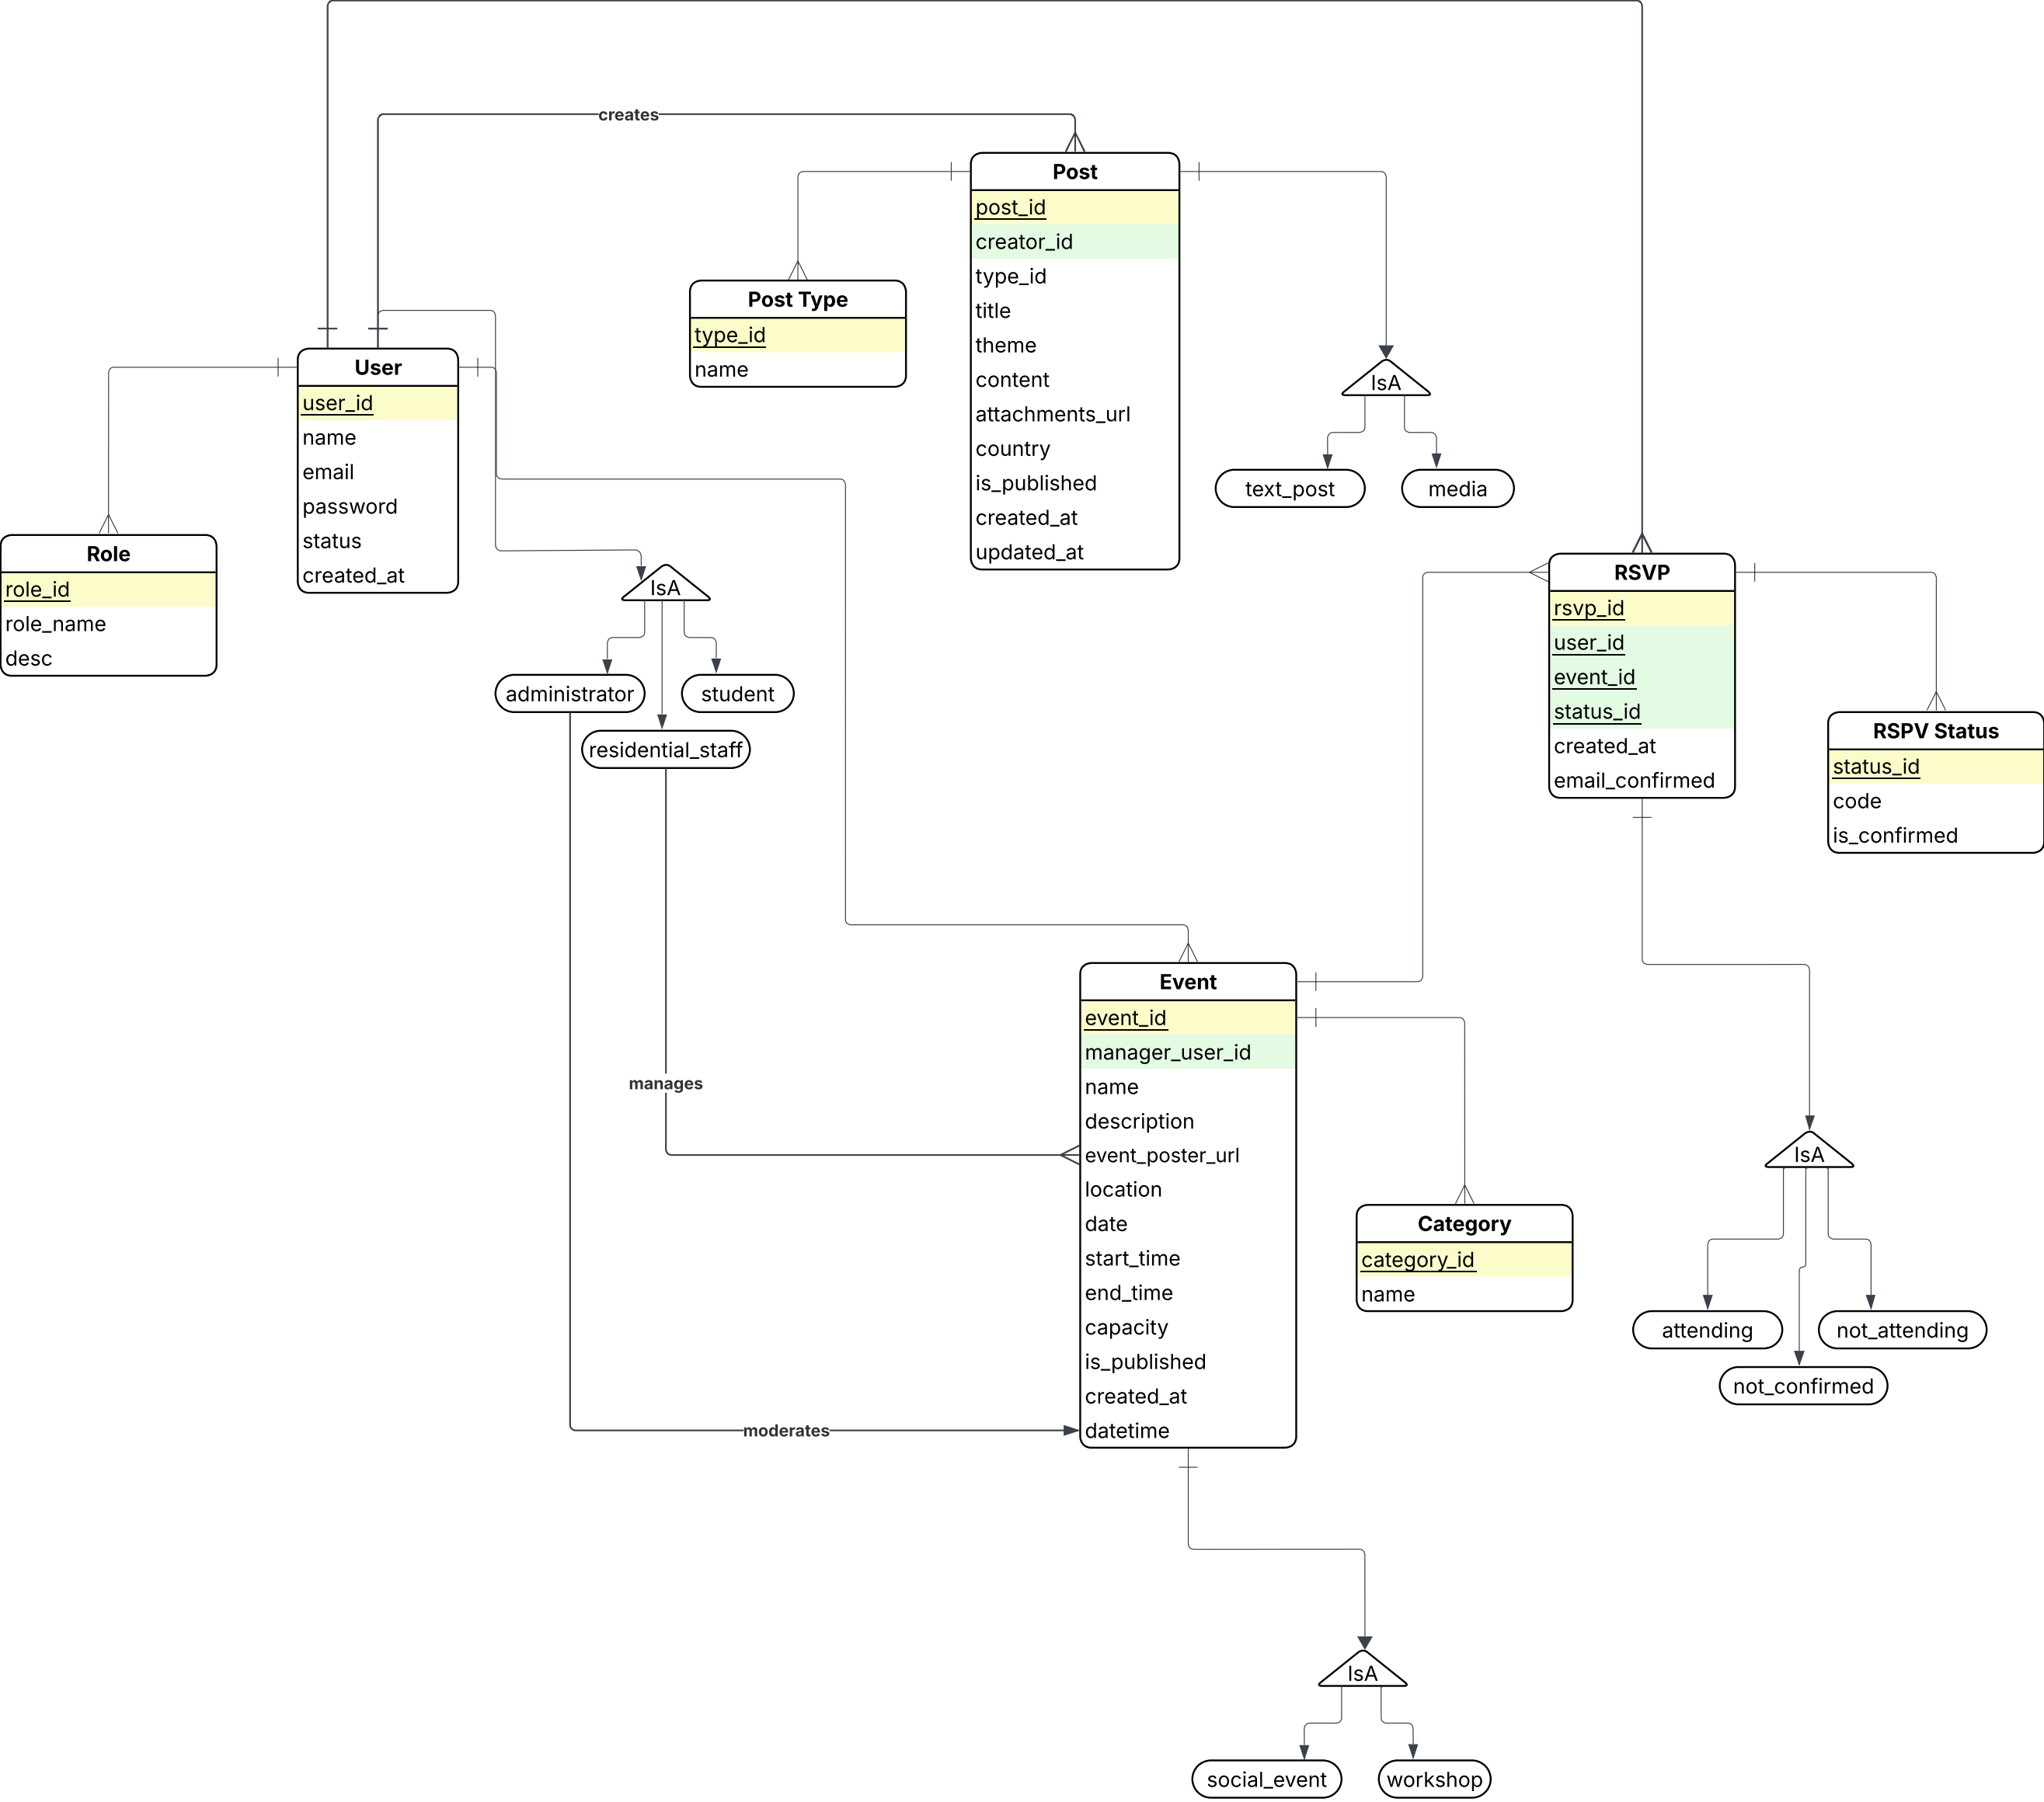 creates
Post
post_id
creator_id
type_id
title
theme
content
attachments_url
country
is_published
created_at
updated_at
Post Type
type_id
name
IsA
text_post
media
User
user_id
name
email
password
status
created_at
Role
role_id
role_name
desc
IsA
administrator
student
residential_staff
RSVP
rsvp_id
user_id
event_id
status_id
created_at
email_confirmed
RSPV Status
status_id
code
is_confirmed
manages
moderates
Event
event_id
manager_user_id
name
description
event_poster_url
location
date
start_time
end_time
capacity
is_published
created_at
datetime
Category
category_id
name
IsA
attending
not_attending
not_confirmed
IsA
social_event
workshop